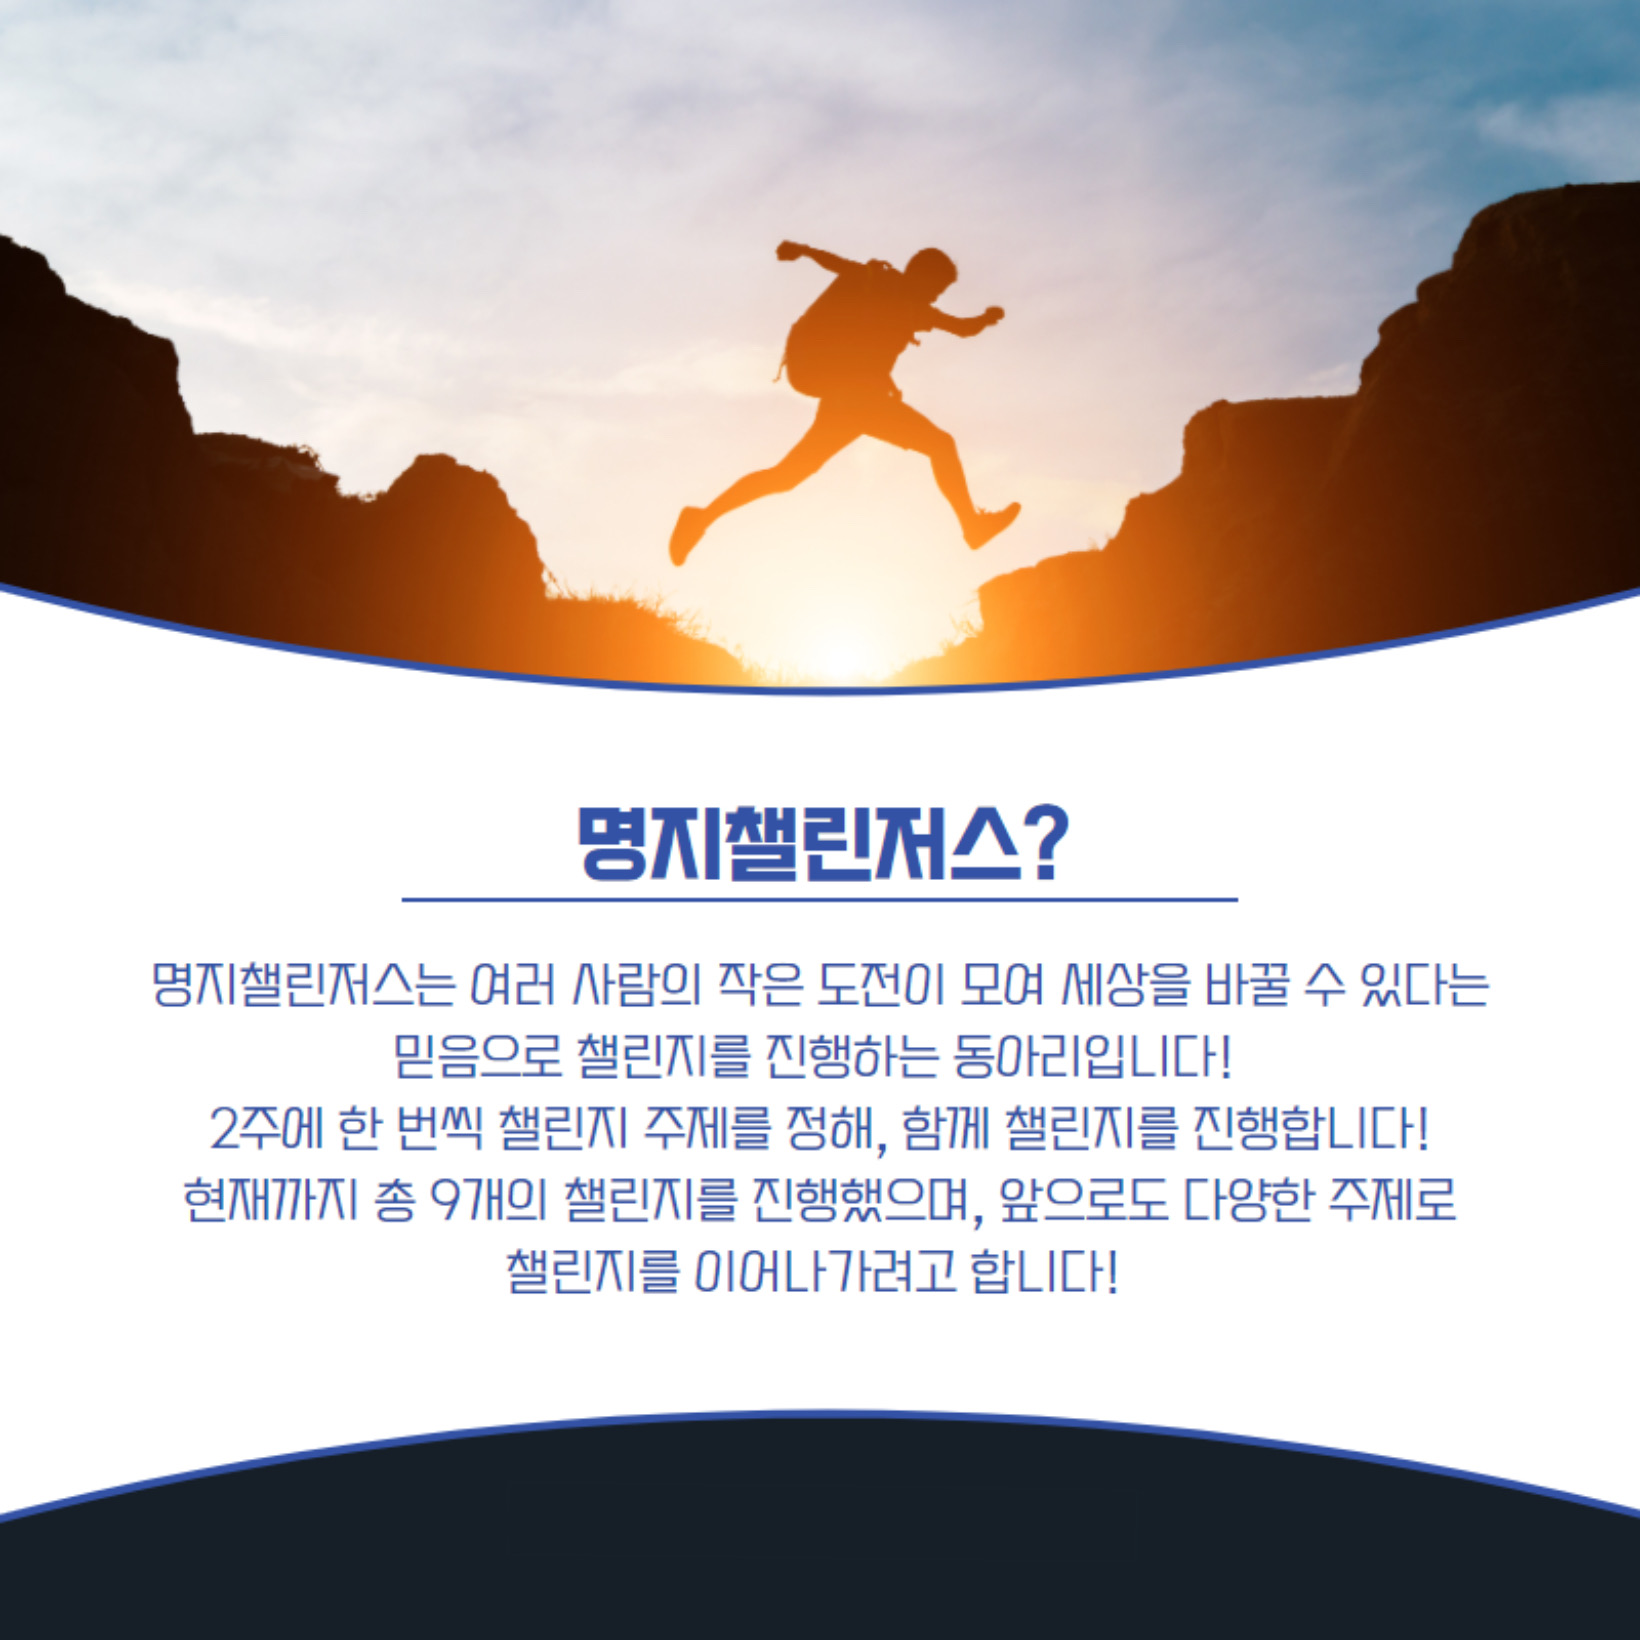 명지챌린저스?
명지챌린저스는 여러 사람의 작은 도전이 모여 세상을 바꿀 수 있다는
믿음으로 챌린지를 진행하는 동아리입니다!
2주에 한 번씩 챌린지 주제를 정해, 함께 챌린지를 진행합니다!
현재까지 총 9개의 챌린지를 진행했으며, 앞으로도 다양한 주제로
챌린지를 이어나가려고 합니다!